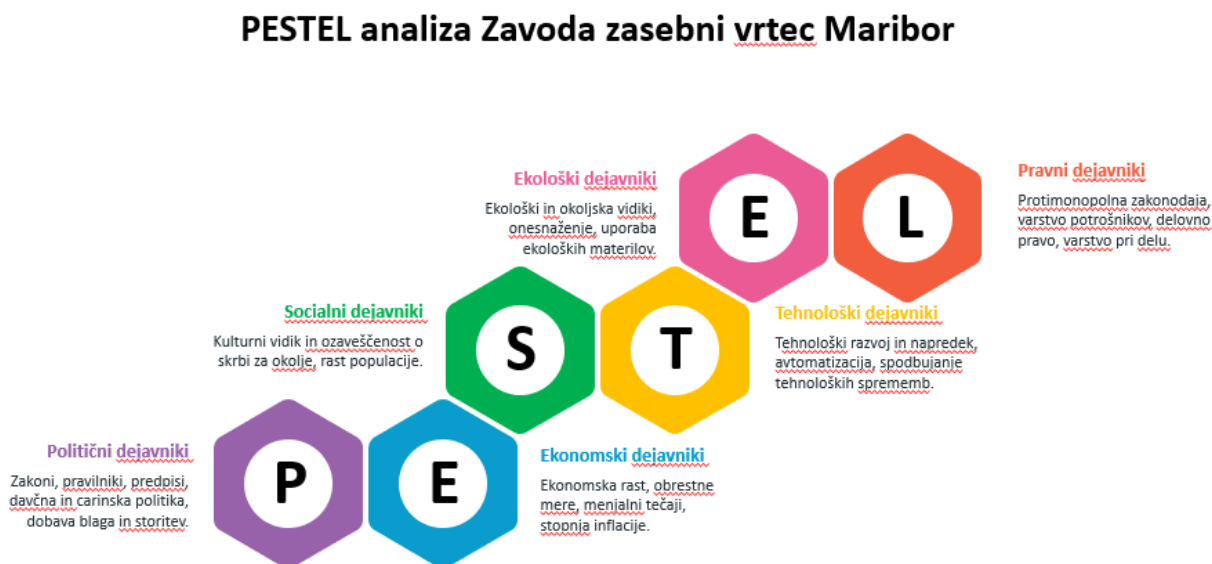 PESTEL analiza Zavoda zasebni vrtec Maribor
Ekološki dejavniki
Ekološki in okoljska vidiki,
onesnaženje, uporaba
ekoloških materilov.
E
L
Pravni dejavniki
Protimonopolna zakonodaja,
varstvo potrošnikov, delovno
pravo, varstvo pri delu.
Socialni dejavniki
Kulturni vidik in ozaveščenost o
skrbi za okolje, rast populacije.
S
T
Tehnološki dejavniki
Tehnološki razvoj in napredek,
avtomatizacija, spodbujanje
tehnoloških sprememb.
Politični dejavniki
Zakoni, pravilniki, predpisi,
davčna in carinska politika,
dobava blaga in storitev.
P
E
Ekonomski dejavniki
Ekonomska rast, obrestne
mere, menjalni tečaji,
stopnja inflacije.